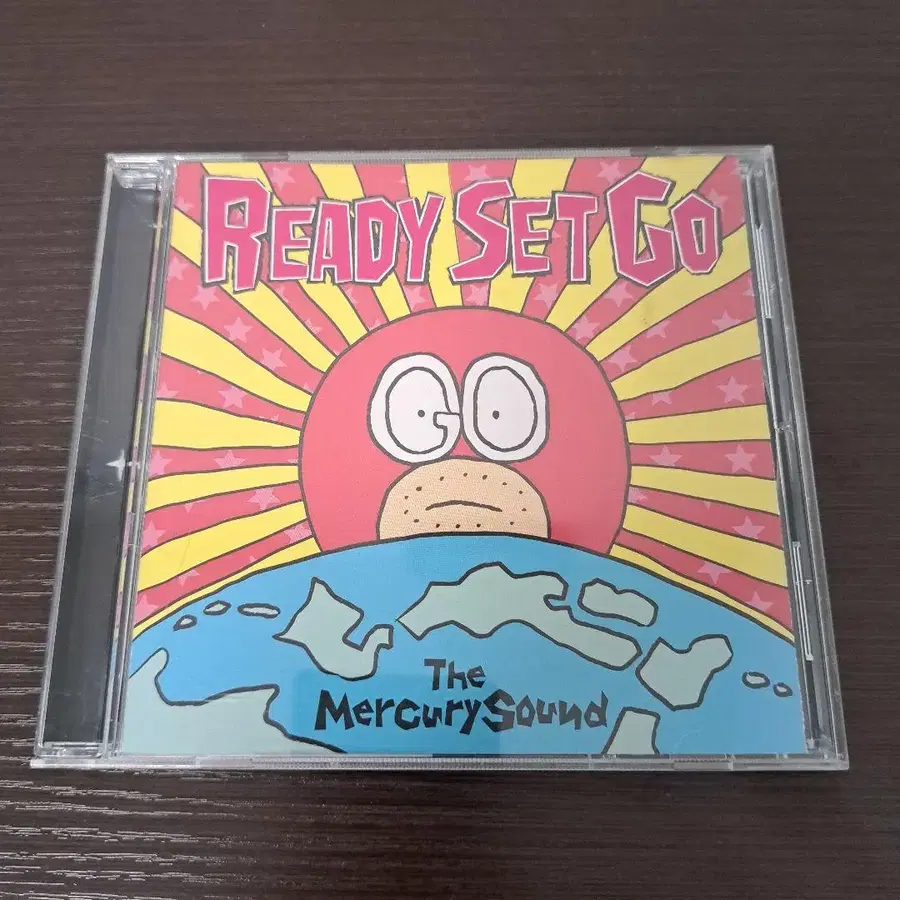 READY SET GO
GO
The
MercurySound